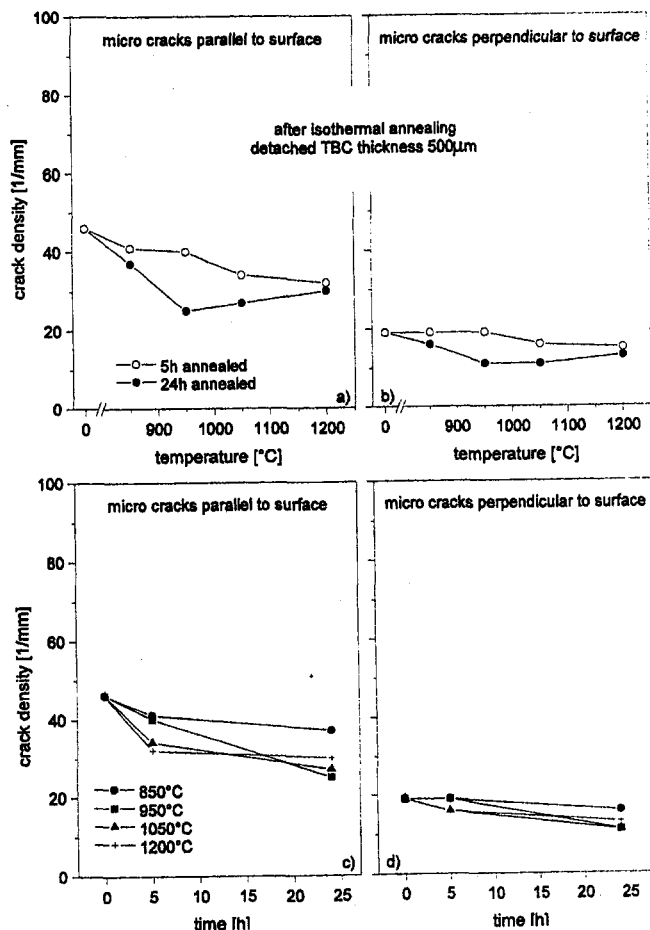 100
80
60
40
20
0
crack density [1/mm]
micro cracks parallel to surface
micro cracks perpendicular to surface
after isothermal annealing
detached TBC thickness 500µm
5h annealed
24h annealed
a)
b)
0 900 1000 1100 1200
temperature [°C]
0 900 1000 1100 1200
temperature [°C]
100
80
60
40
20
0
crack density [1/mm]
micro cracks parallel to surface
micro cracks perpendicular to surface
850°C
950°C
1050°C
1200°C
c)
d)
0 5 10 15 20 25
time [h]
0 5 10 15 20 25
time [h]